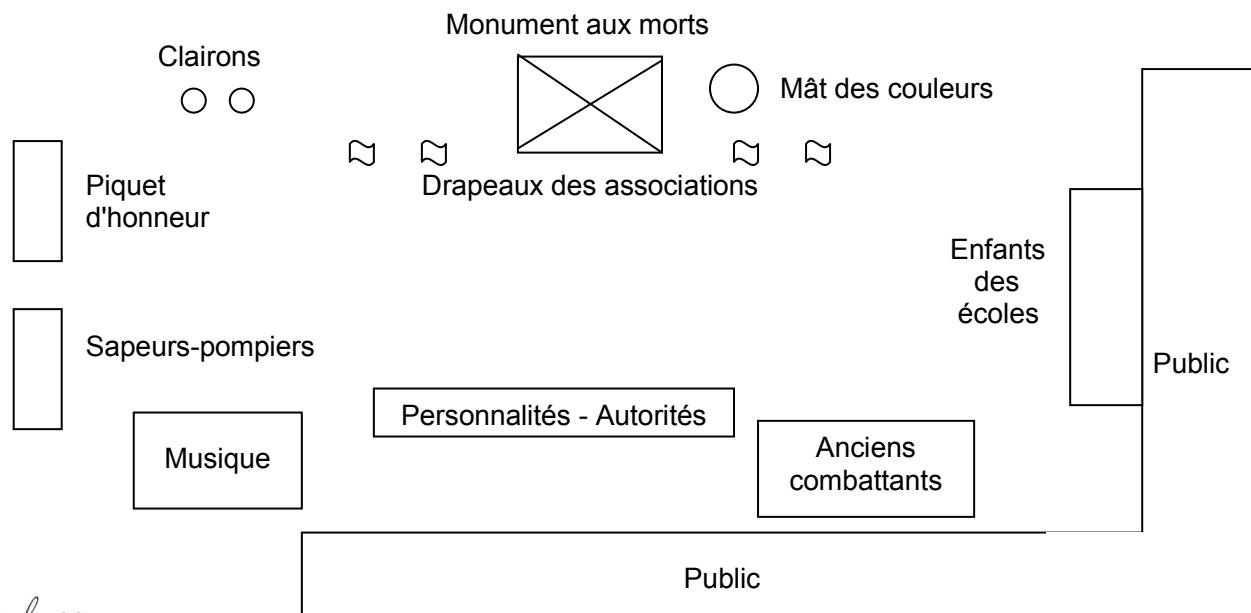 Monument aux morts
Clairons
Mât des couleurs
Piquet
d'honneur
Drapeaux des associations
Enfants
des
écoles
Sapeurs-pompiers
Public
Personnalités - Autorités
Musique
Anciens
combattants
Public